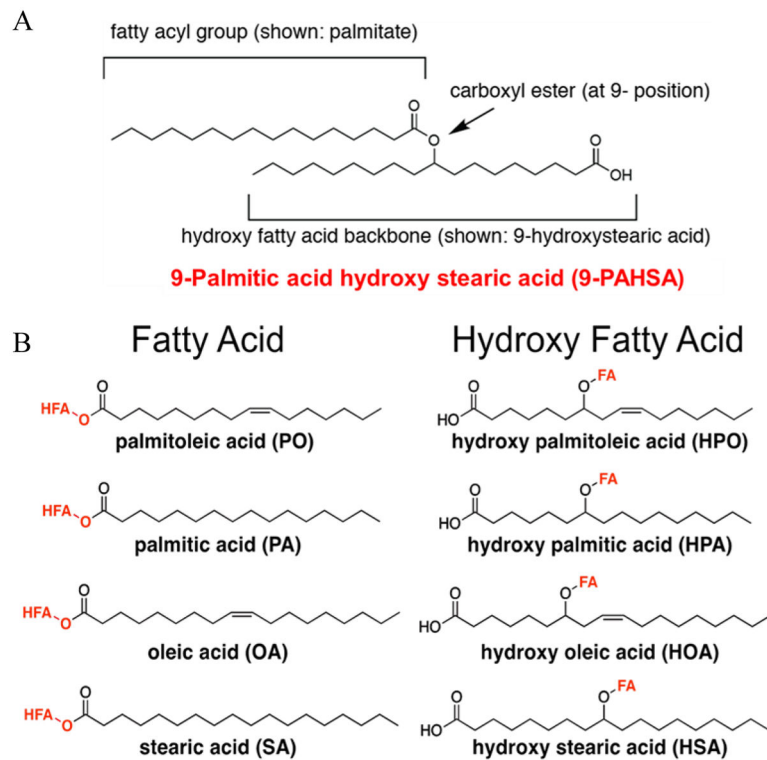 A
fatty acyl group (shown: palmitate)
carboxyl ester (at 9- position)
O
O
O
OH
hydroxy fatty acid backbone (shown: 9-hydroxystearic acid)
9-Palmitic acid hydroxy stearic acid (9-PAHSA)
B
Fatty Acid
Hydroxy Fatty Acid
HFA
O
O
palmitoleic acid (PO)
FA
O
O
HO
hydroxy palmitoleic acid (HPO)
HFA
O
O
palmitic acid (PA)
FA
O
O
HO
hydroxy palmitic acid (HPA)
HFA
O
O
oleic acid (OA)
FA
O
O
HO
hydroxy oleic acid (HOA)
HFA
O
O
stearic acid (SA)
FA
O
O
HO
hydroxy stearic acid (HSA)